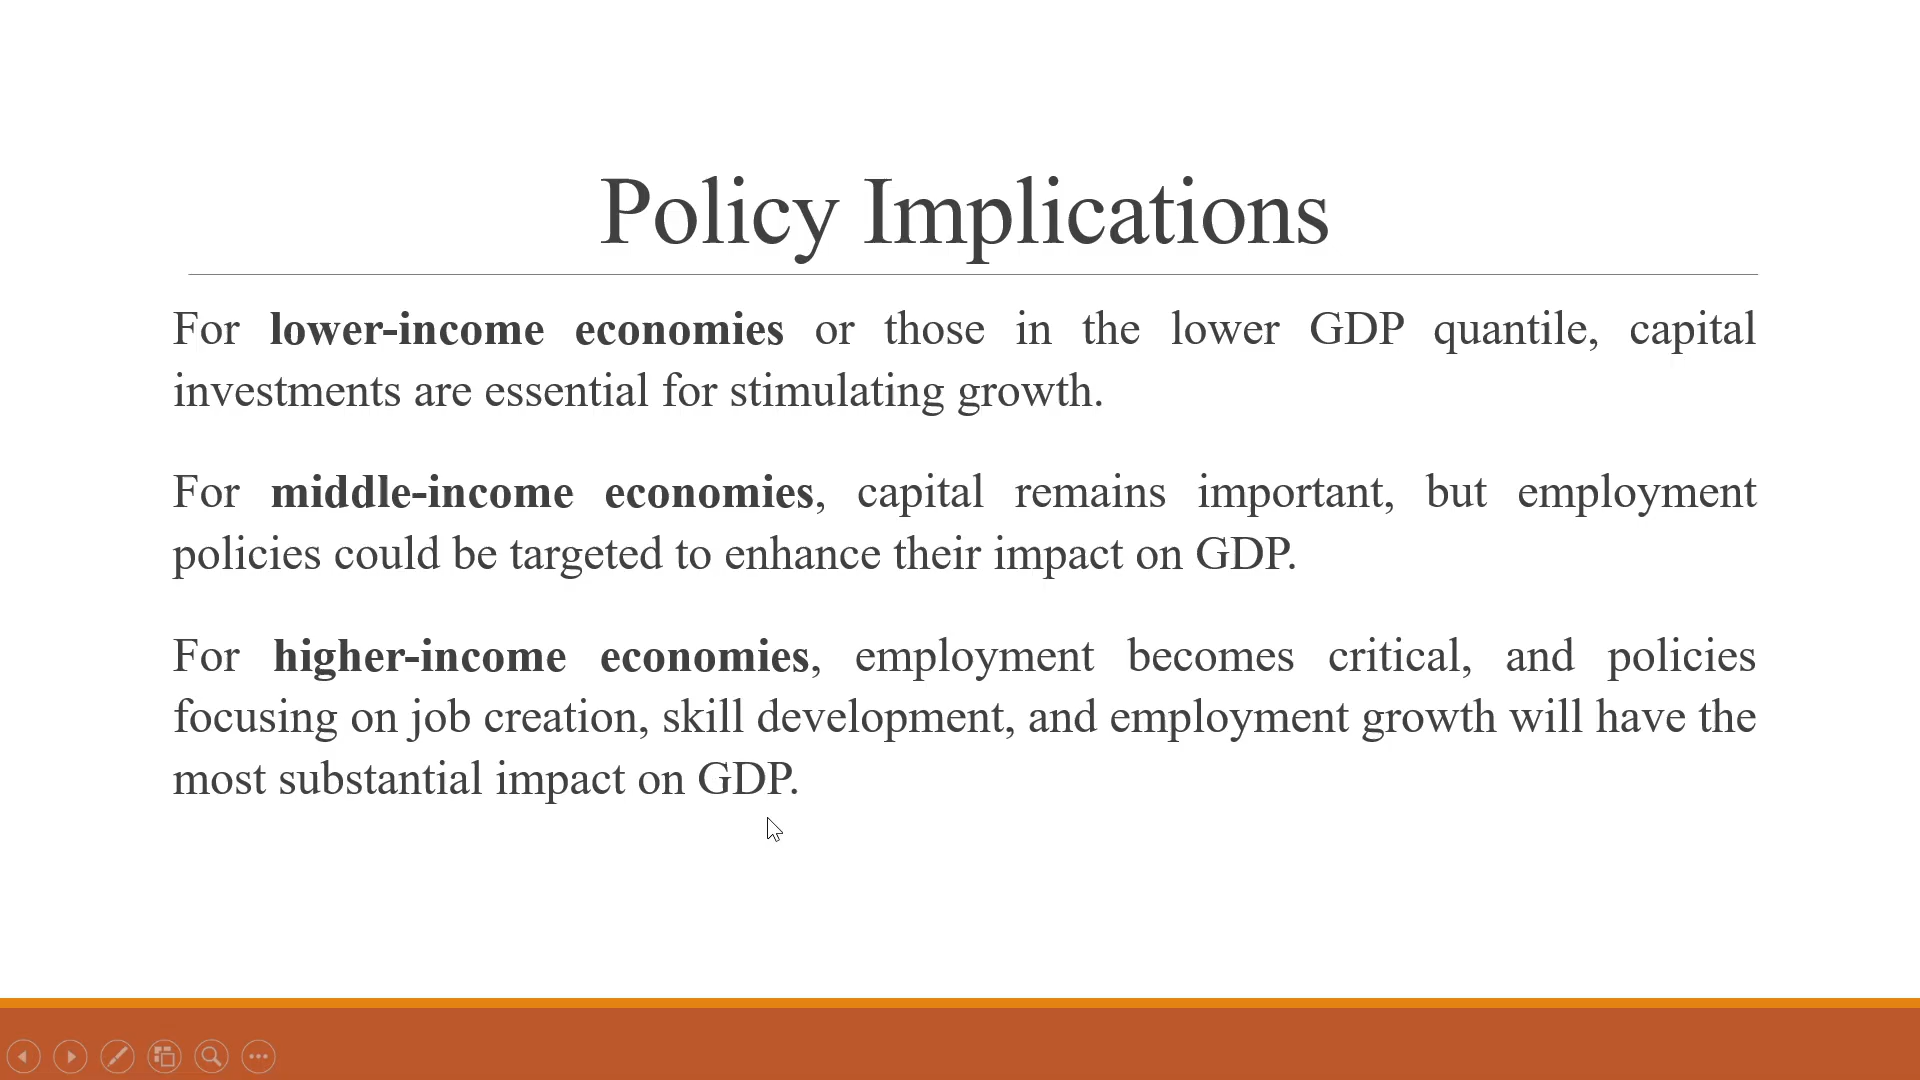 Policy Implications
For lower-income economies or those in the lower GDP quantile, capital
investments are essential for stimulating growth.
For middle-income economies, capital remains important, but employment
policies could be targeted to enhance their impact on GDP.
For higher-income economies, employment becomes critical, and policies
focusing on job creation, skill development, and employment growth will have the
most substantial impact on GDP.